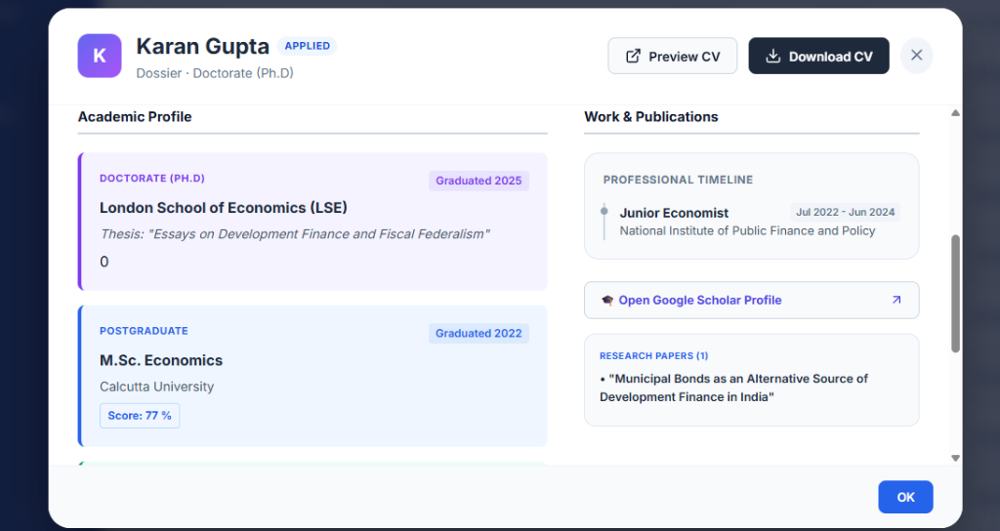 K
Karan Gupta
APPLIED
Dossier · Doctorate (Ph.D)
Preview CV
Download CV
Academic Profile
DOCTORATE (PH.D)
Graduated 2025
London School of Economics (LSE)
Thesis: "Essays on Development Finance and Fiscal Federalism"
0
POSTGRADUATE
Graduated 2022
M.Sc. Economics
Calcutta University
Score: 77 %
Work & Publications
PROFESSIONAL TIMELINE
Junior Economist
Jul 2022 - Jun 2024
National Institute of Public Finance and Policy
Open Google Scholar Profile
RESEARCH PAPERS (1)
• "Municipal Bonds as an Alternative Source of
Development Finance in India"
OK